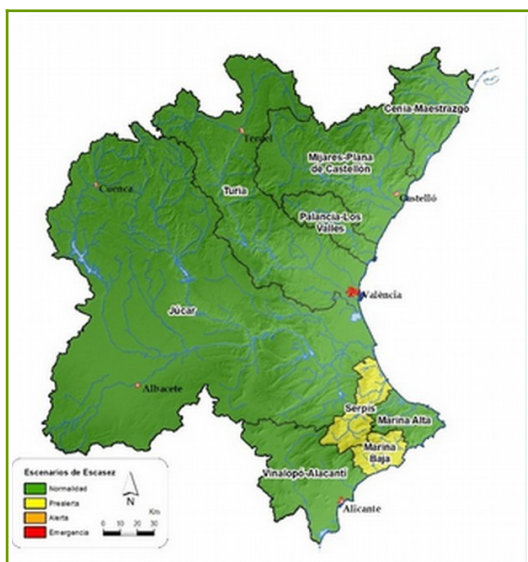 Cenia-Maestrazgo
Teruel
Mijares-Plana
de Castellón
Cuenca
Turia
Castelló
Palancia-Los
Valles
València
Júcar
Albacete
Serpis
Marina Alta
Marina
Baja
Vinalopó-Alacantí
Alicante
Escenarios de Escasez
Normalidad
Prealerta
Alerta
Emergencia
N
Km
0 10 20 30